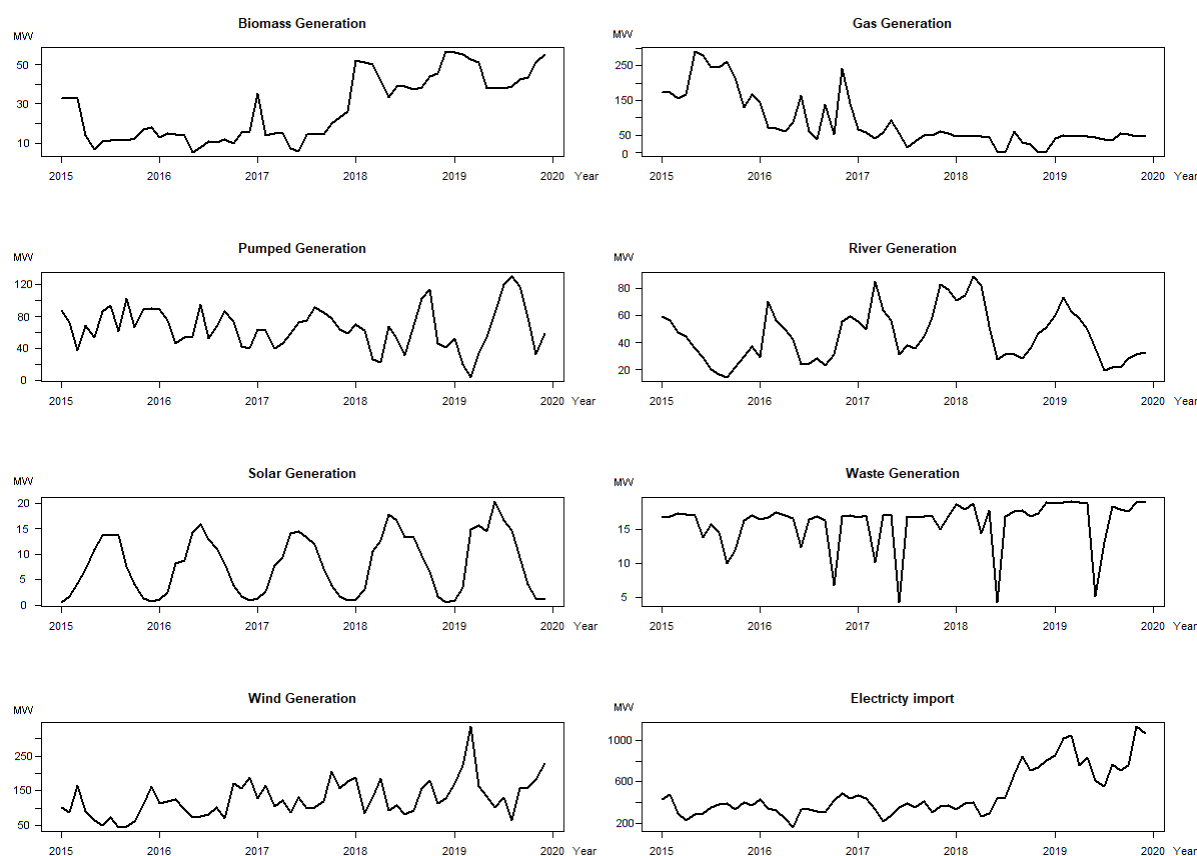 Biomass Generation
MW
50
30
10
2015 2016 2017 2018 2019 2020 Year
Gas Generation
MW
250
150
50
0
2015 2016 2017 2018 2019 2020 Year
Pumped Generation
MW
120
80
40
0
2015 2016 2017 2018 2019 2020 Year
River Generation
MW
80
60
40
20
2015 2016 2017 2018 2019 2020 Year
Solar Generation
MW
20
15
10
5
0
2015 2016 2017 2018 2019 2020 Year
Waste Generation
MW
15
10
5
2015 2016 2017 2018 2019 2020 Year
Wind Generation
MW
250
150
50
2015 2016 2017 2018 2019 2020 Year
Electricty import
MW
1000
600
200
2015 2016 2017 2018 2019 2020 Year